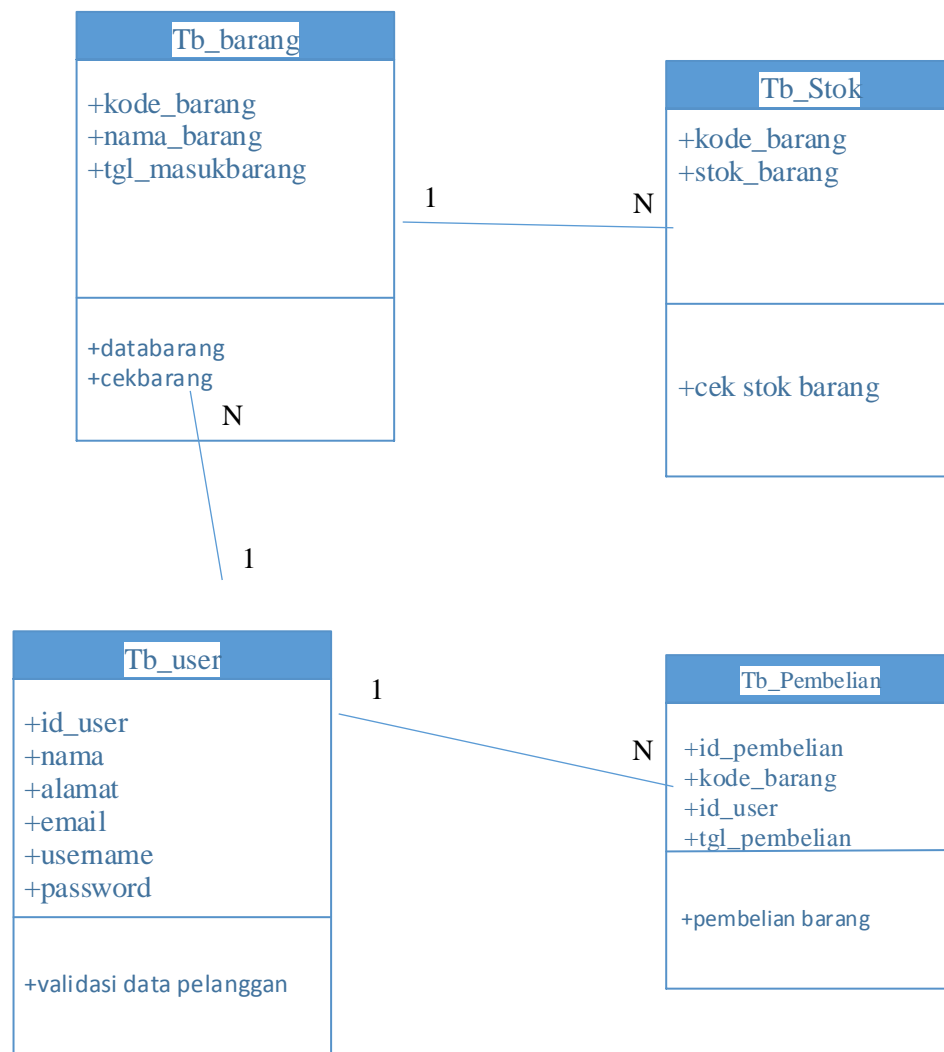 Tb_barang
+kode_barang
+nama_barang
+tgl_masukbarang
+databarang
+cekbarang
1
N
Tb_Stok
+kode_barang
+stok_barang
+cek stok barang
N
1
Tb_user
+id_user
+nama
+alamat
+email
+username
+password
+validasi data pelanggan
1
N
Tb_Pembelian
+id_pembelian
+kode_barang
+id_user
+tgl_pembelian
+pembelian barang